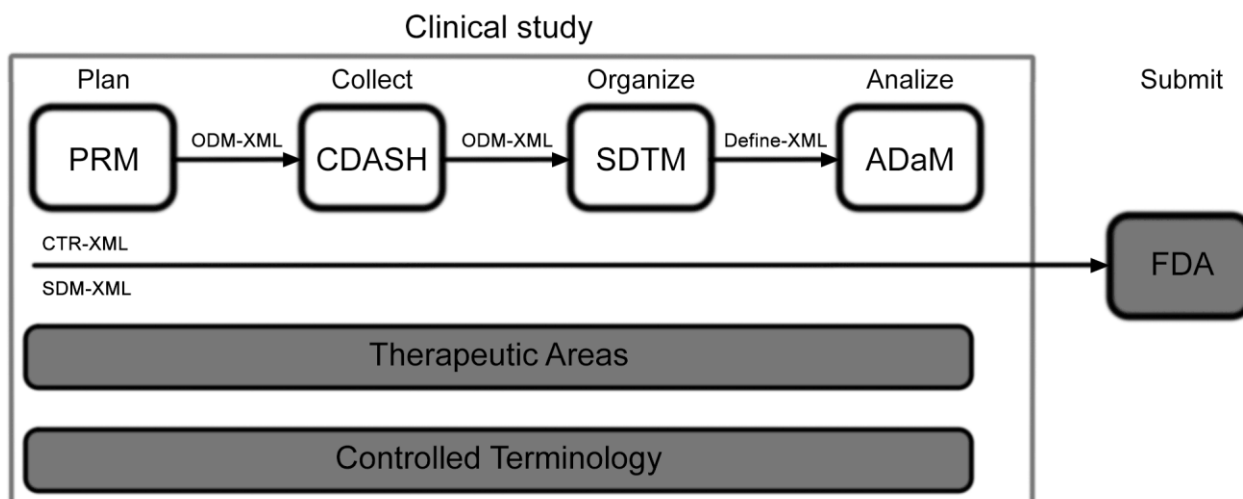 Clinical study
Plan Collect Organize Analize Submit
PRM ODM-XML CDASH ODM-XML SDTM Define-XML ADaM
CTR-XML
SDM-XML
FDA
Therapeutic Areas
Controlled Terminology